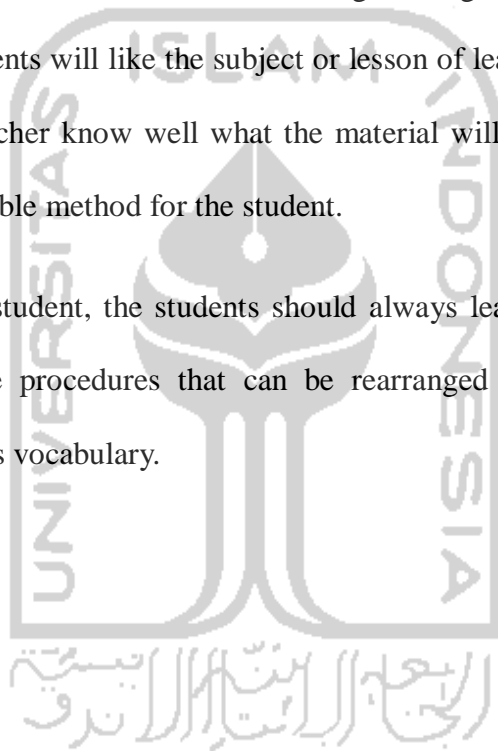 ents will like the subject or lesson of lea
cher know well what the material will
ble method for the student.
student, the students should always lea
e procedures that can be rearranged
s vocabulary.
ISLAM
UNIVERSITAS
INDONESIA